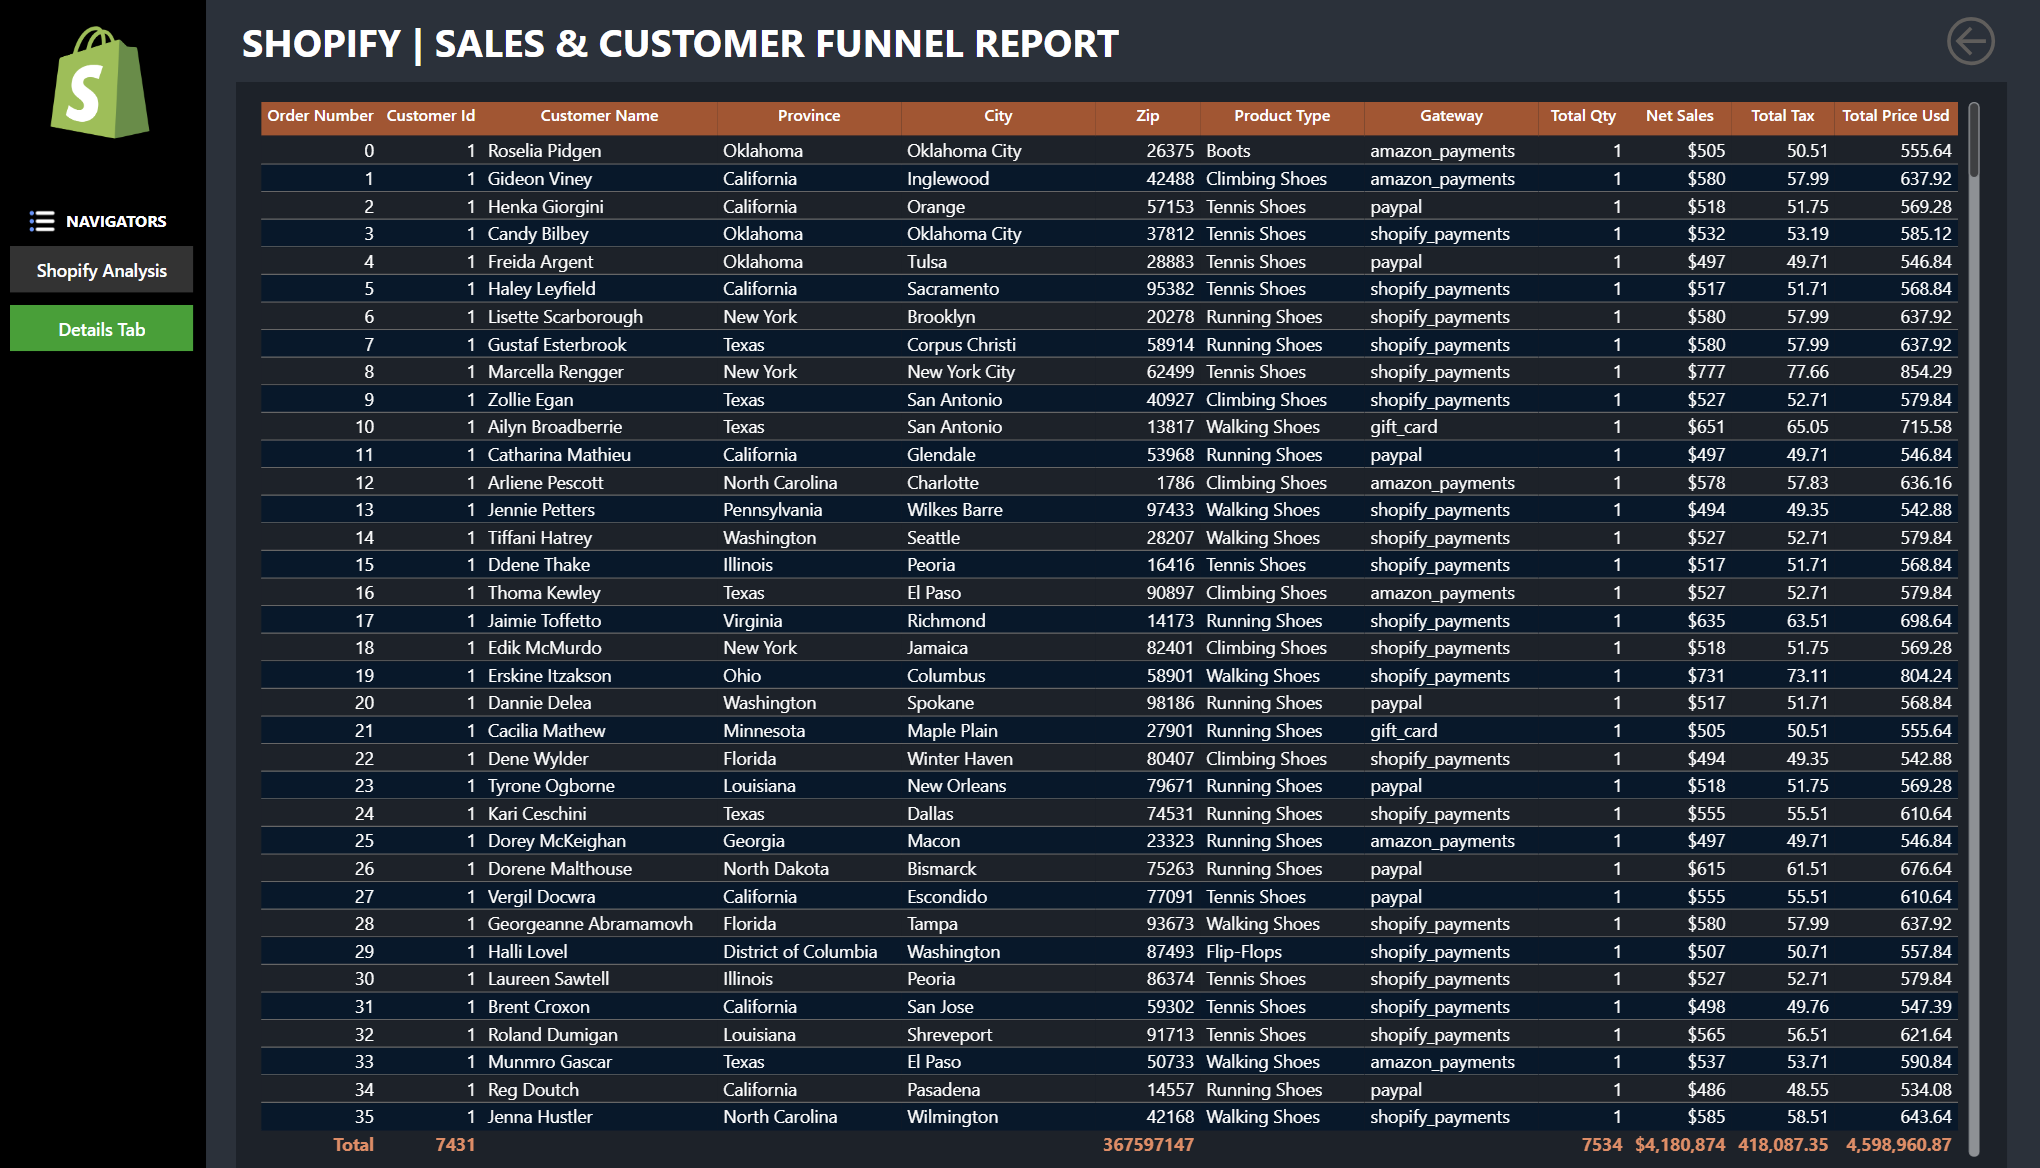 SHOPIFY | SALES & CUSTOMER FUNNEL REPORT
S
NAVIGATORS
Shopify Analysis
Details Tab
Order Number Customer Id Customer Name Province City Zip Product Type Gateway Total Qty Net Sales Total Tax Total Price Usd
0 1 Roselia Pidgen Oklahoma Oklahoma City 26375 Boots amazon_payments 1 $505 50.51 555.64
1 1 Gideon Viney California Inglewood 42488 Climbing Shoes amazon_payments 1 $580 57.99 637.92
2 1 Henka Giorgini California Orange 57153 Tennis Shoes paypal 1 $518 51.75 569.28
3 1 Candy Bilbey Oklahoma Oklahoma City 37812 Tennis Shoes shopify_payments 1 $532 53.19 585.12
4 1 Freida Argent Oklahoma Tulsa 28883 Tennis Shoes paypal 1 $497 49.71 546.84
5 1 Haley Leyfield California Sacramento 95382 Tennis Shoes shopify_payments 1 $517 51.71 568.84
6 1 Lisette Scarborough New York Brooklyn 20278 Running Shoes shopify_payments 1 $580 57.99 637.92
7 1 Gustaf Esterbrook Texas Corpus Christi 58914 Running Shoes shopify_payments 1 $580 57.99 637.92
8 1 Marcella Rengger New York New York City 62499 Tennis Shoes shopify_payments 1 $777 77.66 854.29
9 1 Zollie Egan Texas San Antonio 40927 Climbing Shoes shopify_payments 1 $527 52.71 579.84
10 1 Ailyn Broadberrie Texas San Antonio 13817 Walking Shoes gift_card 1 $651 65.05 715.58
11 1 Catharina Mathieu California Glendale 53968 Running Shoes paypal 1 $497 49.71 546.84
12 1 Arliene Pescott North Carolina Charlotte 1786 Climbing Shoes amazon_payments 1 $578 57.83 636.16
13 1 Jennie Petters Pennsylvania Wilkes Barre 97433 Walking Shoes shopify_payments 1 $494 49.35 542.88
14 1 Tiffani Hatrey Washington Seattle 28207 Walking Shoes shopify_payments 1 $527 52.71 579.84
15 1 Ddene Thake Illinois Peoria 16416 Tennis Shoes shopify_payments 1 $517 51.71 568.84
16 1 Thoma Kewley Texas El Paso 90897 Climbing Shoes amazon_payments 1 $527 52.71 579.84
17 1 Jaimie Toffetto Virginia Richmond 14173 Running Shoes shopify_payments 1 $635 63.51 698.64
18 1 Edik McMurdo New York Jamaica 82401 Climbing Shoes shopify_payments 1 $518 51.75 569.28
19 1 Erskine Itzakson Ohio Columbus 58901 Walking Shoes shopify_payments 1 $731 73.11 804.24
20 1 Dannie Delea Washington Spokane 98186 Running Shoes paypal 1 $517 51.71 568.84
21 1 Cacilia Mathew Minnesota Maple Plain 27901 Running Shoes gift_card 1 $505 50.51 555.64
22 1 Dene Wylder Florida Winter Haven 80407 Climbing Shoes shopify_payments 1 $494 49.35 542.88
23 1 Tyrone Ogborne Louisiana New Orleans 79671 Running Shoes paypal 1 $518 51.75 569.28
24 1 Kari Ceschini Texas Dallas 74531 Running Shoes shopify_payments 1 $555 55.51 610.64
25 1 Dorey McKeighan Georgia Macon 23323 Running Shoes amazon_payments 1 $497 49.71 546.84
26 1 Dorene Malthouse North Dakota Bismarck 75263 Running Shoes paypal 1 $615 61.51 676.64
27 1 Vergil Docwra California Escondido 77091 Tennis Shoes paypal 1 $555 55.51 610.64
28 1 Georgeanne Abramamovh Florida Tampa 93673 Walking Shoes shopify_payments 1 $580 57.99 637.92
29 1 Halli Lovel District of Columbia Washington 87493 Flip-Flops shopify_payments 1 $507 50.71 557.84
30 1 Laureen Sawtell Illinois Peoria 86374 Tennis Shoes shopify_payments 1 $527 52.71 579.84
31 1 Brent Croxon California San Jose 59302 Tennis Shoes shopify_payments 1 $498 49.76 547.39
32 1 Roland Dumigan Louisiana Shreveport 91713 Tennis Shoes shopify_payments 1 $565 56.51 621.64
33 1 Munmro Gascar Texas El Paso 50733 Walking Shoes amazon_payments 1 $537 53.71 590.84
34 1 Reg Doutch California Pasadena 14557 Running Shoes paypal 1 $486 48.55 534.08
35 1 Jenna Hustler North Carolina Wilmington 42168 Walking Shoes shopify_payments 1 $585 58.51 643.64
Total 7431 367597147 7534 $4,180,874 418,087.35 4,598,960.87